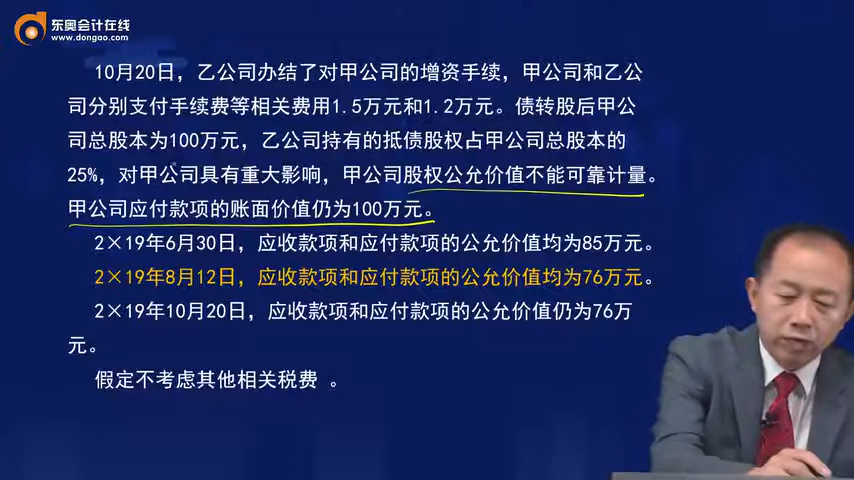 东奥会计在线
www.dongao.com
10月20日，乙公司办结了对甲公司的增资手续，甲公司和乙公
司分别支付手续费等相关费用1.5万元和1.2万元。债转股后甲公
司总股本为100万元，乙公司持有的抵债股权占甲公司总股本的
25%，对甲公司具有重大影响，甲公司股权公允价值不能可靠计量。
甲公司应付款项的账面价值仍为100万元。
2×19年6月30日，应收款项和应付款项的公允价值均为85万元。
2×19年8月12日，应收款项和应付款项的公允价值均为76万元。
2×19年10月20日，应收款项和应付款项的公允价值仍为76万
元。
假定不考虑其他相关税费 。